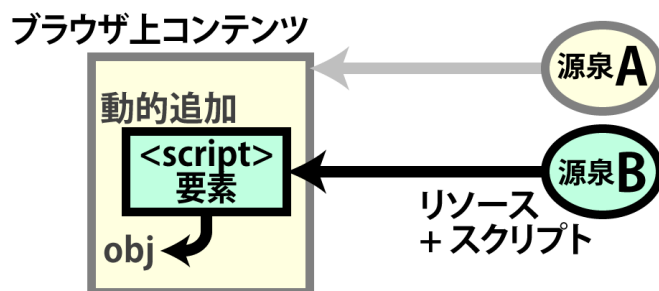 ブラウザ上コンテンツ
源泉A
動的追加
<script>
要素
源泉B
リソース
+ スクリプト
obj